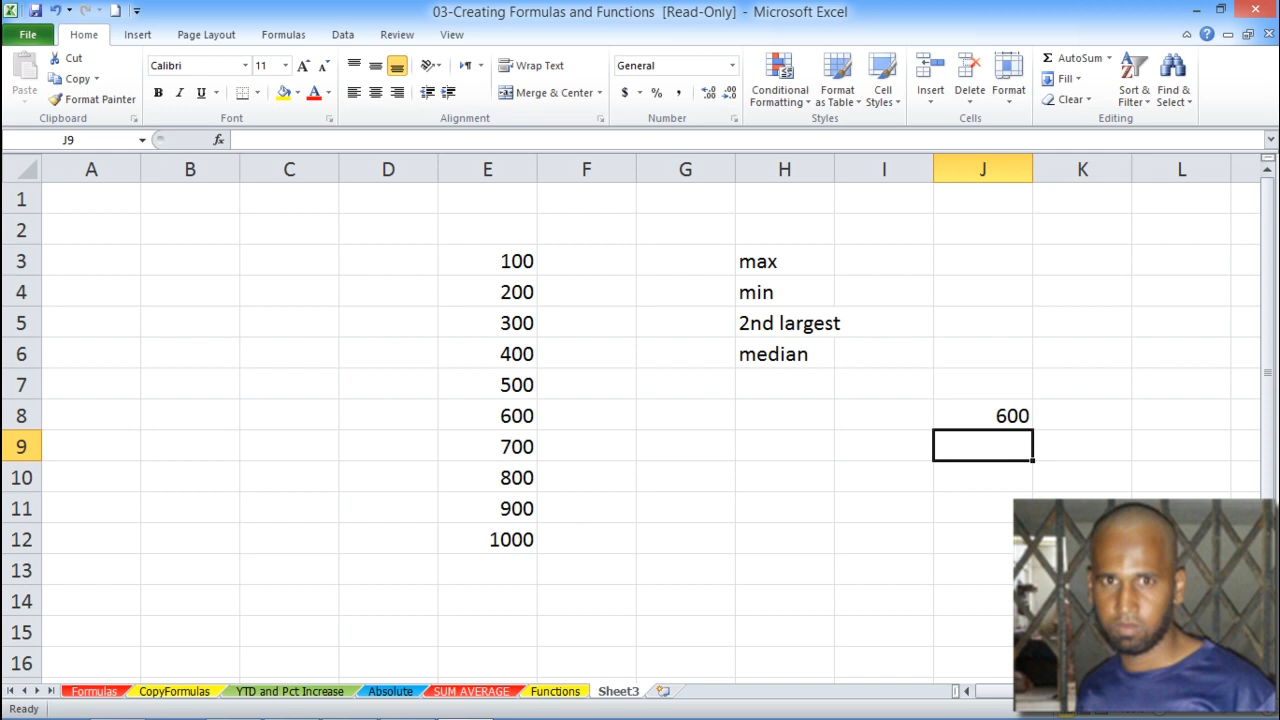 03-Creating Formulas and Functions [Read-Only] - Microsoft Excel
File Home Insert Page Layout Formulas Data Review View
Paste Cut Copy Format Painter Clipboard
Calibri 11 A A B I U A Font
Wrap Text Merge & Center Alignment
General $ % , .0 .00 .00 .0 Number
Conditional Formatting Format as Table Cell Styles Styles
Insert Delete Format Cells
Σ AutoSum Fill Clear Sort & Filter Find & Select Editing
J9 fx
A B C D E F G H I J K L
1
2
3 100 max
4 200 min
5 300 2nd largest
6 400 median
7 500
8 600 600
9 700
10 800
11 900
12 1000
13
14
15
16
Formulas CopyFormulas YTD and Pct Increase Absolute SUM AVERAGE Functions Sheet3
Ready